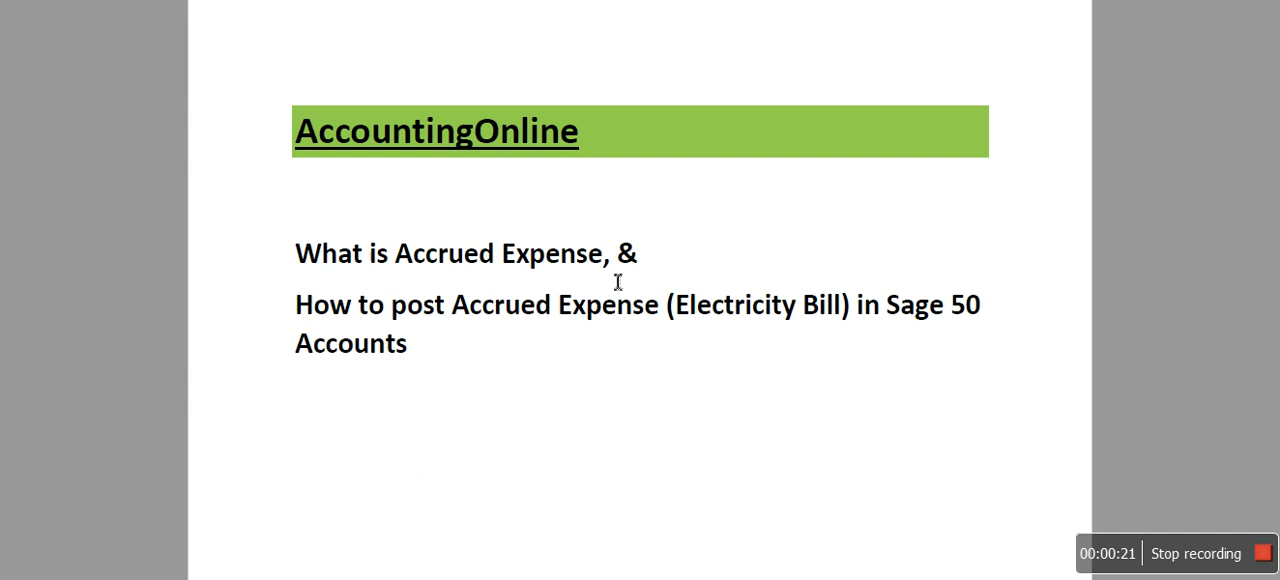 AccountingOnline
What is Accrued Expense, &
How to post Accrued Expense (Electricity Bill) in Sage 50
Accounts
00:00:21 Stop recording